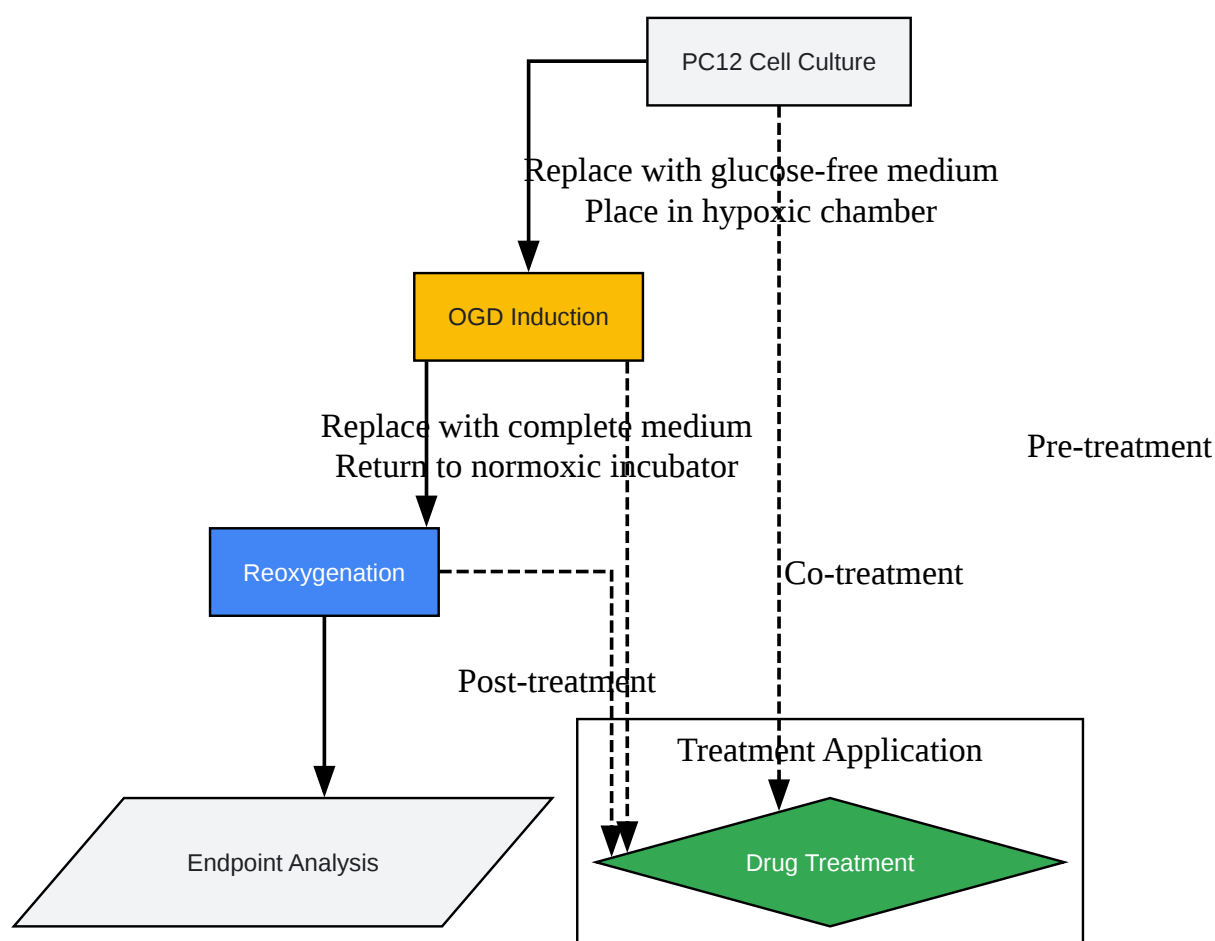 PC12 Cell Culture
Replace with glucose-free medium
Place in hypoxic chamber
OGD Induction
Replace with complete medium
Return to normoxic incubator
Pre-treatment
Reoxygenation
Co-treatment
Post-treatment
Treatment Application
Endpoint Analysis
Drug Treatment